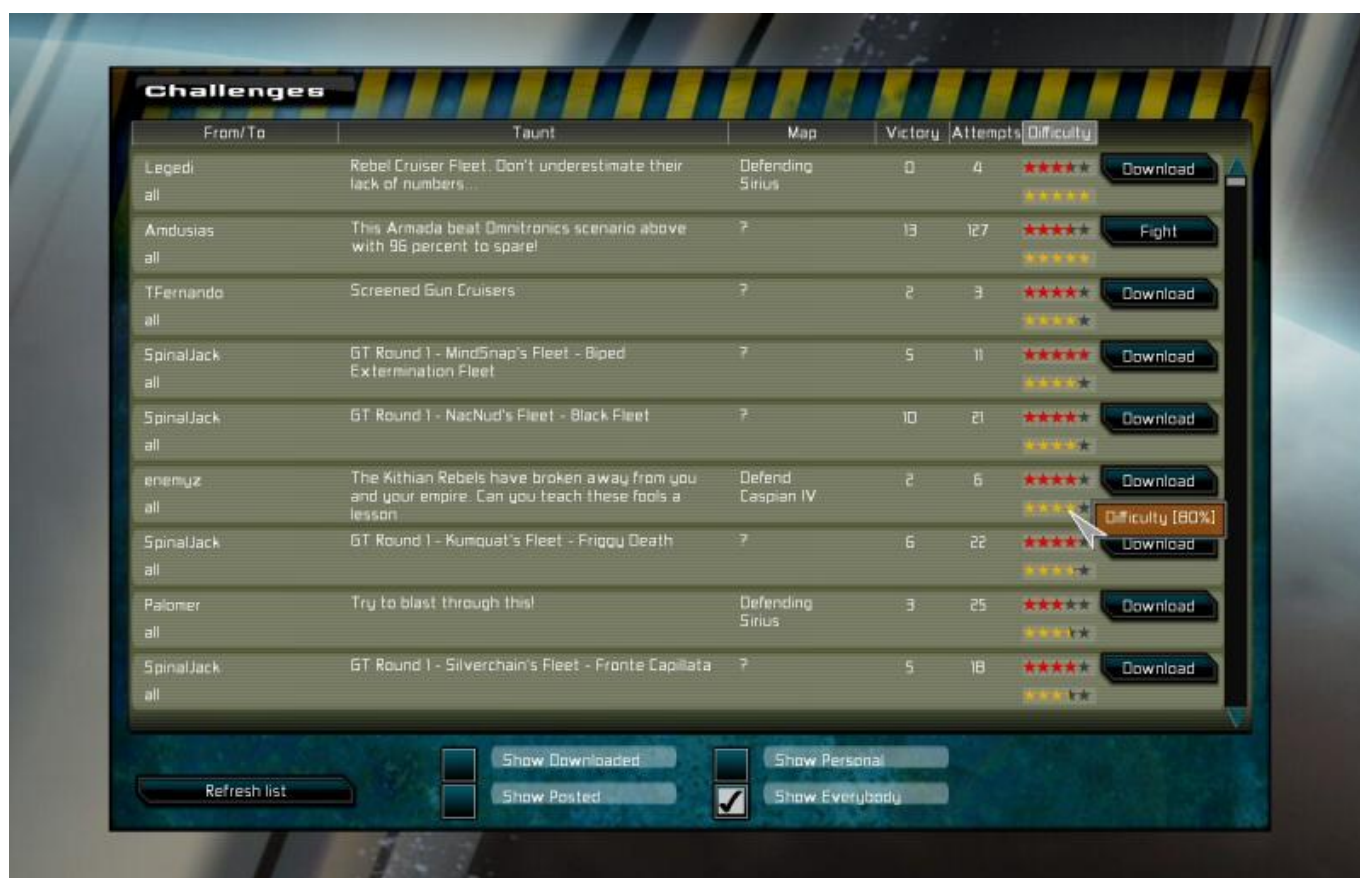 Challenges
From/To Taunt Map Victory Attempts Difficulty
Legedi Rebel Cruiser Fleet. Don't underestimate their Defending 0 4 Download
lack of numbers... Sirius
all
Amdusias This Armada beat Omnitronics scenario above ? 13 127 Fight
with 96 percent to spare!
all
TFernando Screened Gun Cruisers ? 2 3 Download
all
SpinalJack GT Round 1 - MindSnap's Fleet - Biped ? 5 11 Download
Extermination Fleet
all
SpinalJack GT Round 1 - NacNud's Fleet - Black Fleet ? 10 21 Download
all
enemyz The Kithian Rebels have broken away from you Defend 2 6 Download
and your empire. Can you teach these fools a Caspian IV
all lesson
Difficulty [80%]
SpinalJack GT Round 1 - Kumquat's Fleet - Friggy Death ? 6 22 Download
all
Palomer Try to blast through this! Defending 3 25 Download
Sirius
all
SpinalJack GT Round 1 - Silverchain's Fleet - Fronte Capillata ? 5 18 Download
all
Show Downloaded Show Personal
Refresh list Show Posted Show Everybody